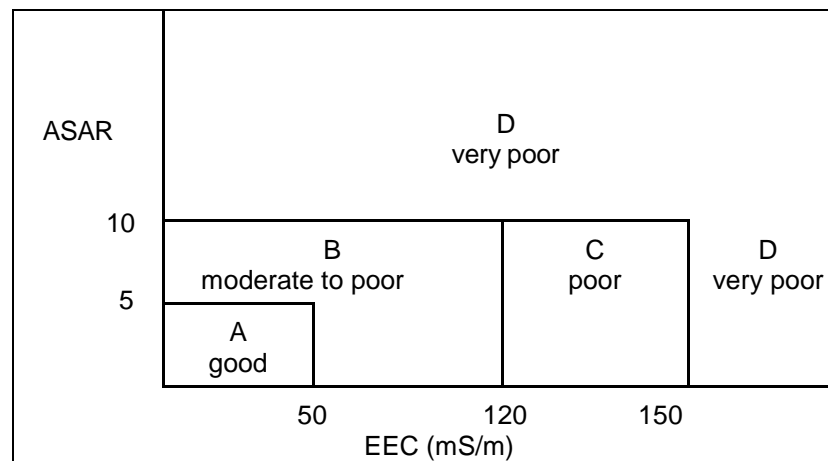 ASAR
D
very poor
10
B
moderate to poor
C
poor
D
very poor
5
A
good
50
120
150
EEC (mS/m)